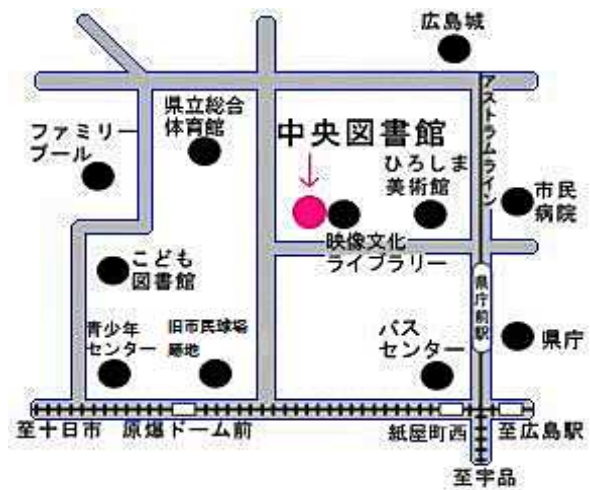 広島城
県立総合
体育館
中央図書館
ファミリー
プール
ひろしま
美術館
アストラムライン
市民
病院
映像文化
ライブラリー
こども
図書館
県庁前駅
青少年
センター
旧市民球場
跡地
バス
センター
県庁
至十日市
原爆ドーム前
紙屋町西
至広島駅
至宇品